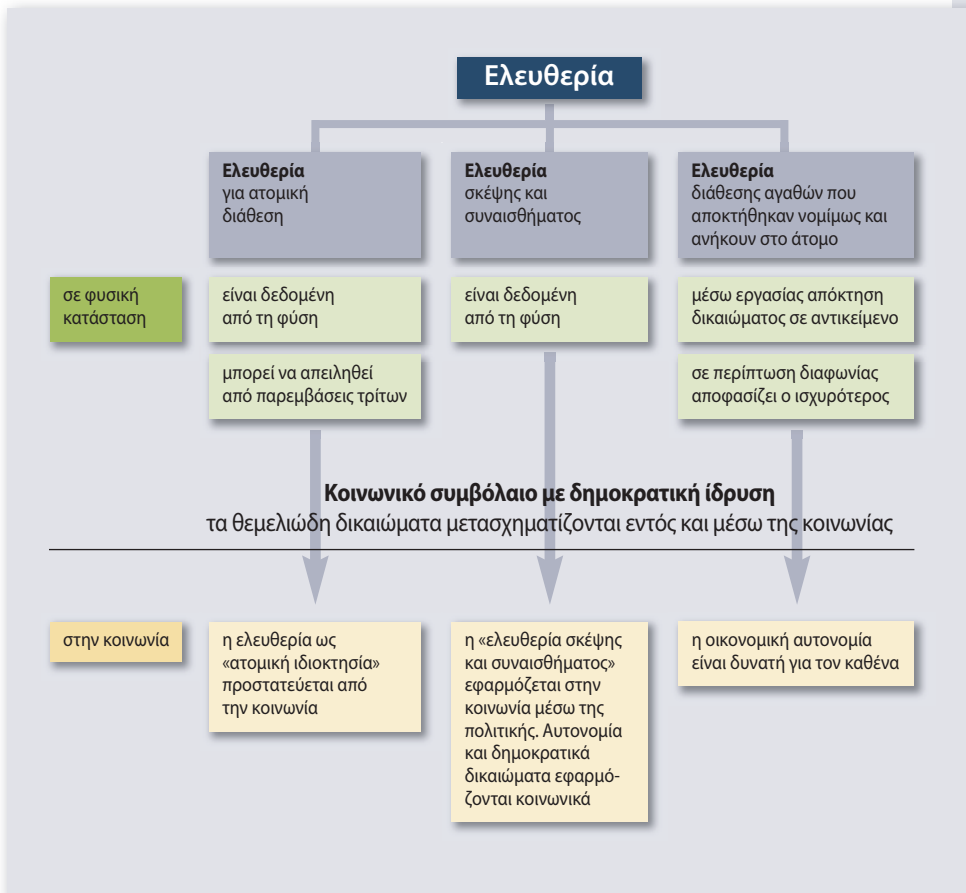 Ελευθερία
Ελευθερία
για ατομική
διάθεση
Ελευθερία
σκέψης και
συναισθήματος
Ελευθερία
διάθεσης αγαθών που
αποκτήθηκαν νομίμως και
ανήκουν στο άτομο
σε φυσική
κατάσταση
είναι δεδομένη
από τη φύση
είναι δεδομένη
από τη φύση
μέσω εργασίας απόκτηση
δικαιώματος σε αντικείμενο
μπορεί να απειληθεί
από παρεμβάσεις τρίτων
σε περίπτωση διαφωνίας
αποφασίζει ο ισχυρότερος
Κοινωνικό συμβόλαιο με δημοκρατική ίδρυση
τα θεμελιώδη δικαιώματα μετασχηματίζονται εντός και μέσω της κοινωνίας
στην κοινωνία
η ελευθερία ως
«ατομική ιδιοκτησία»
προστατεύεται από
την κοινωνία
η «ελευθερία σκέψης
και συναισθήματος»
εφαρμόζεται στην
κοινωνία μέσω της
πολιτικής. Αυτονομία
και δημοκρατικά
δικαιώματα εφαρμό-
ζονται κοινωνικά
η οικονομική αυτονομία
είναι δυνατή για τον καθένα